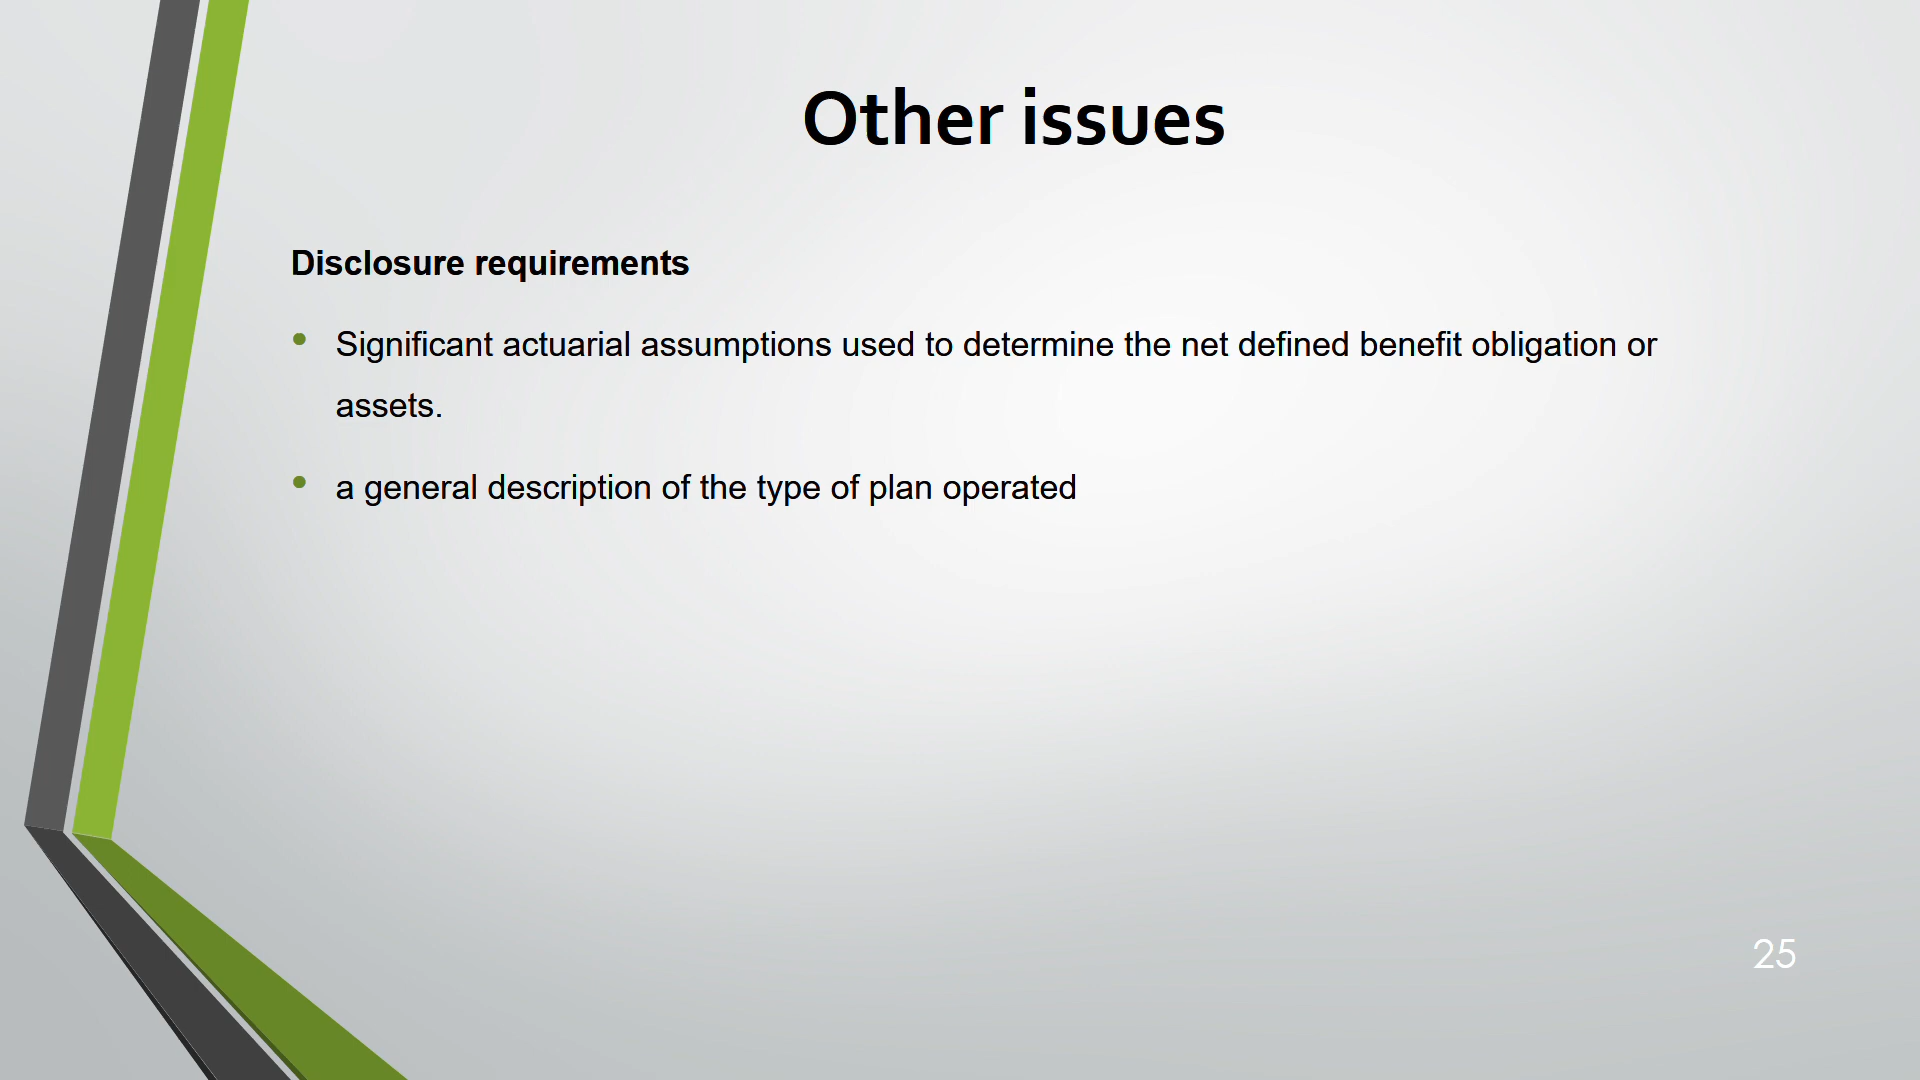 Other issues
Disclosure requirements
• Significant actuarial assumptions used to determine the net defined benefit obligation or
assets.
• a general description of the type of plan operated
25